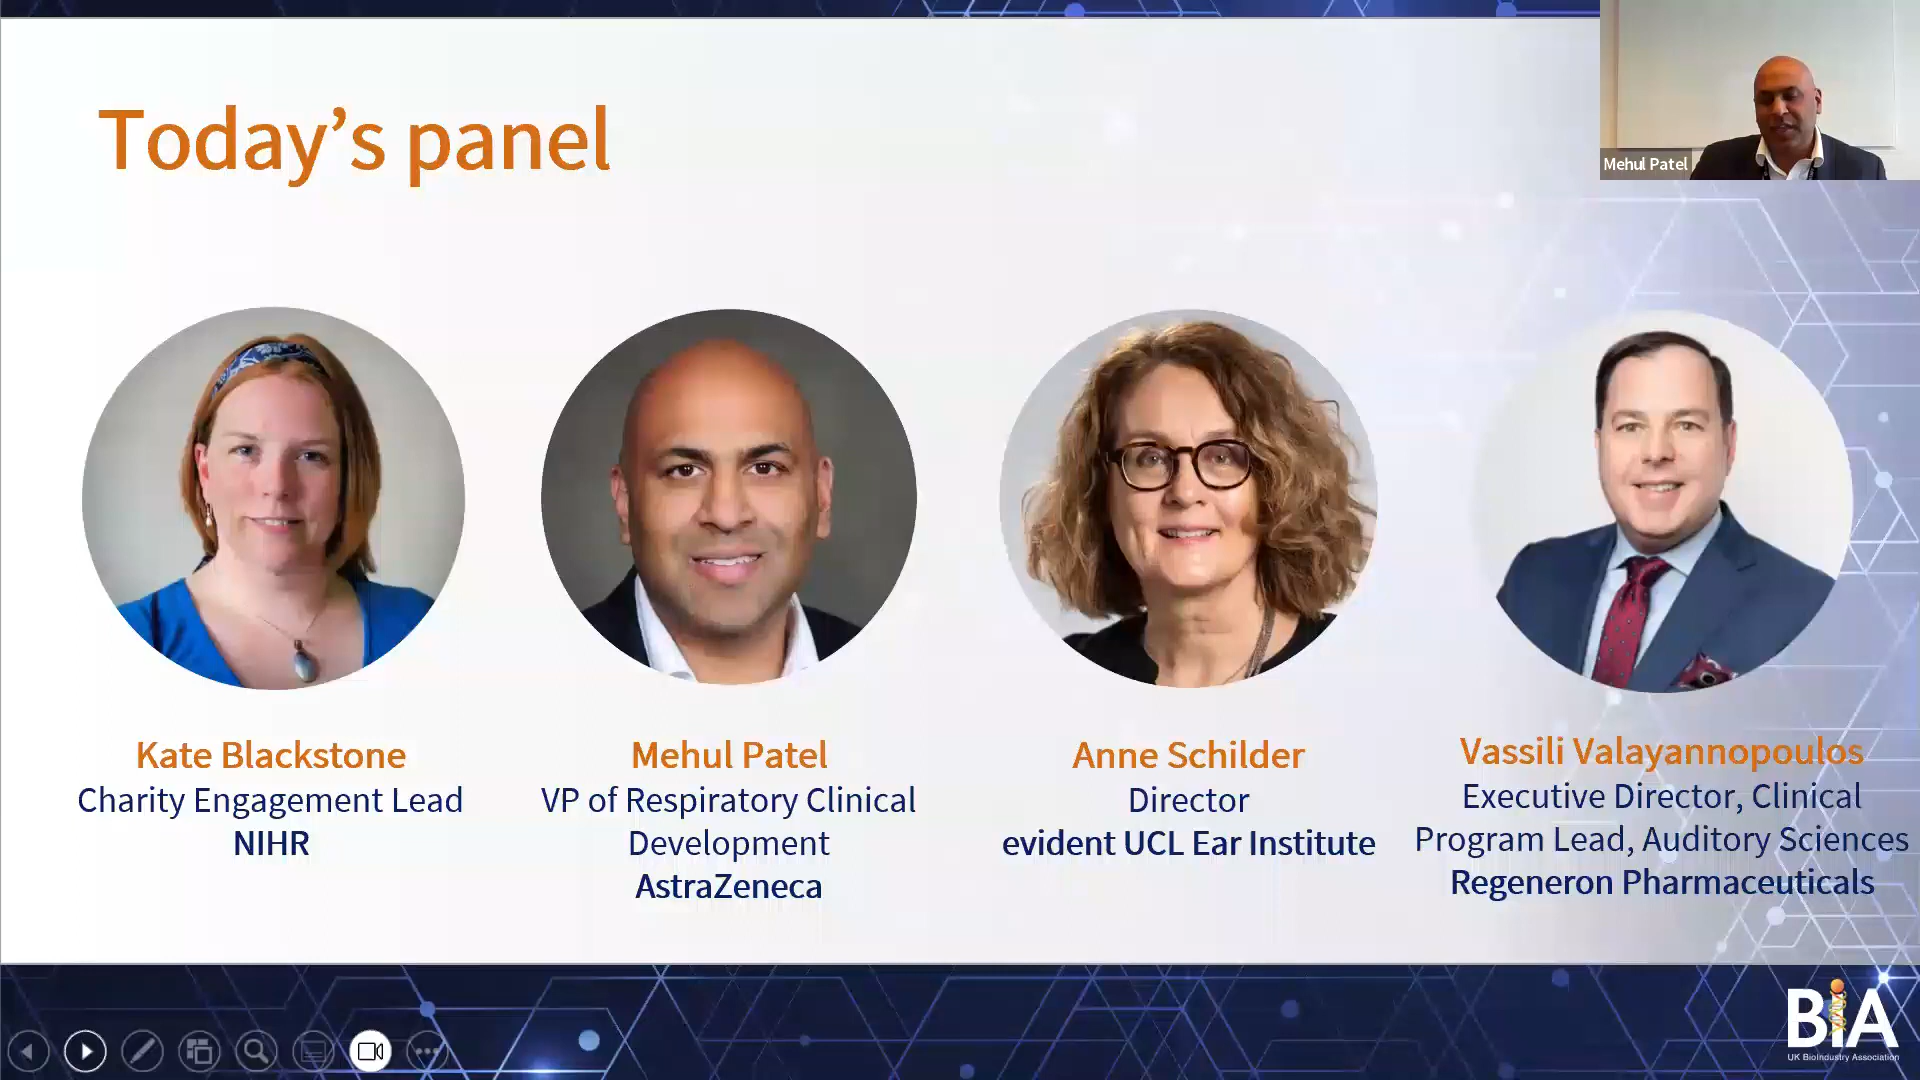 Today’s panel
Mehul Patel
Kate Blackstone
Charity Engagement Lead
NIHR
Mehul Patel
VP of Respiratory Clinical
Development
AstraZeneca
Anne Schilder
Director
evident UCL Ear Institute
Vassili Valayannopoulos
Executive Director, Clinical
Program Lead, Auditory Sciences
Regeneron Pharmaceuticals
BIA
UK BioIndustry Association